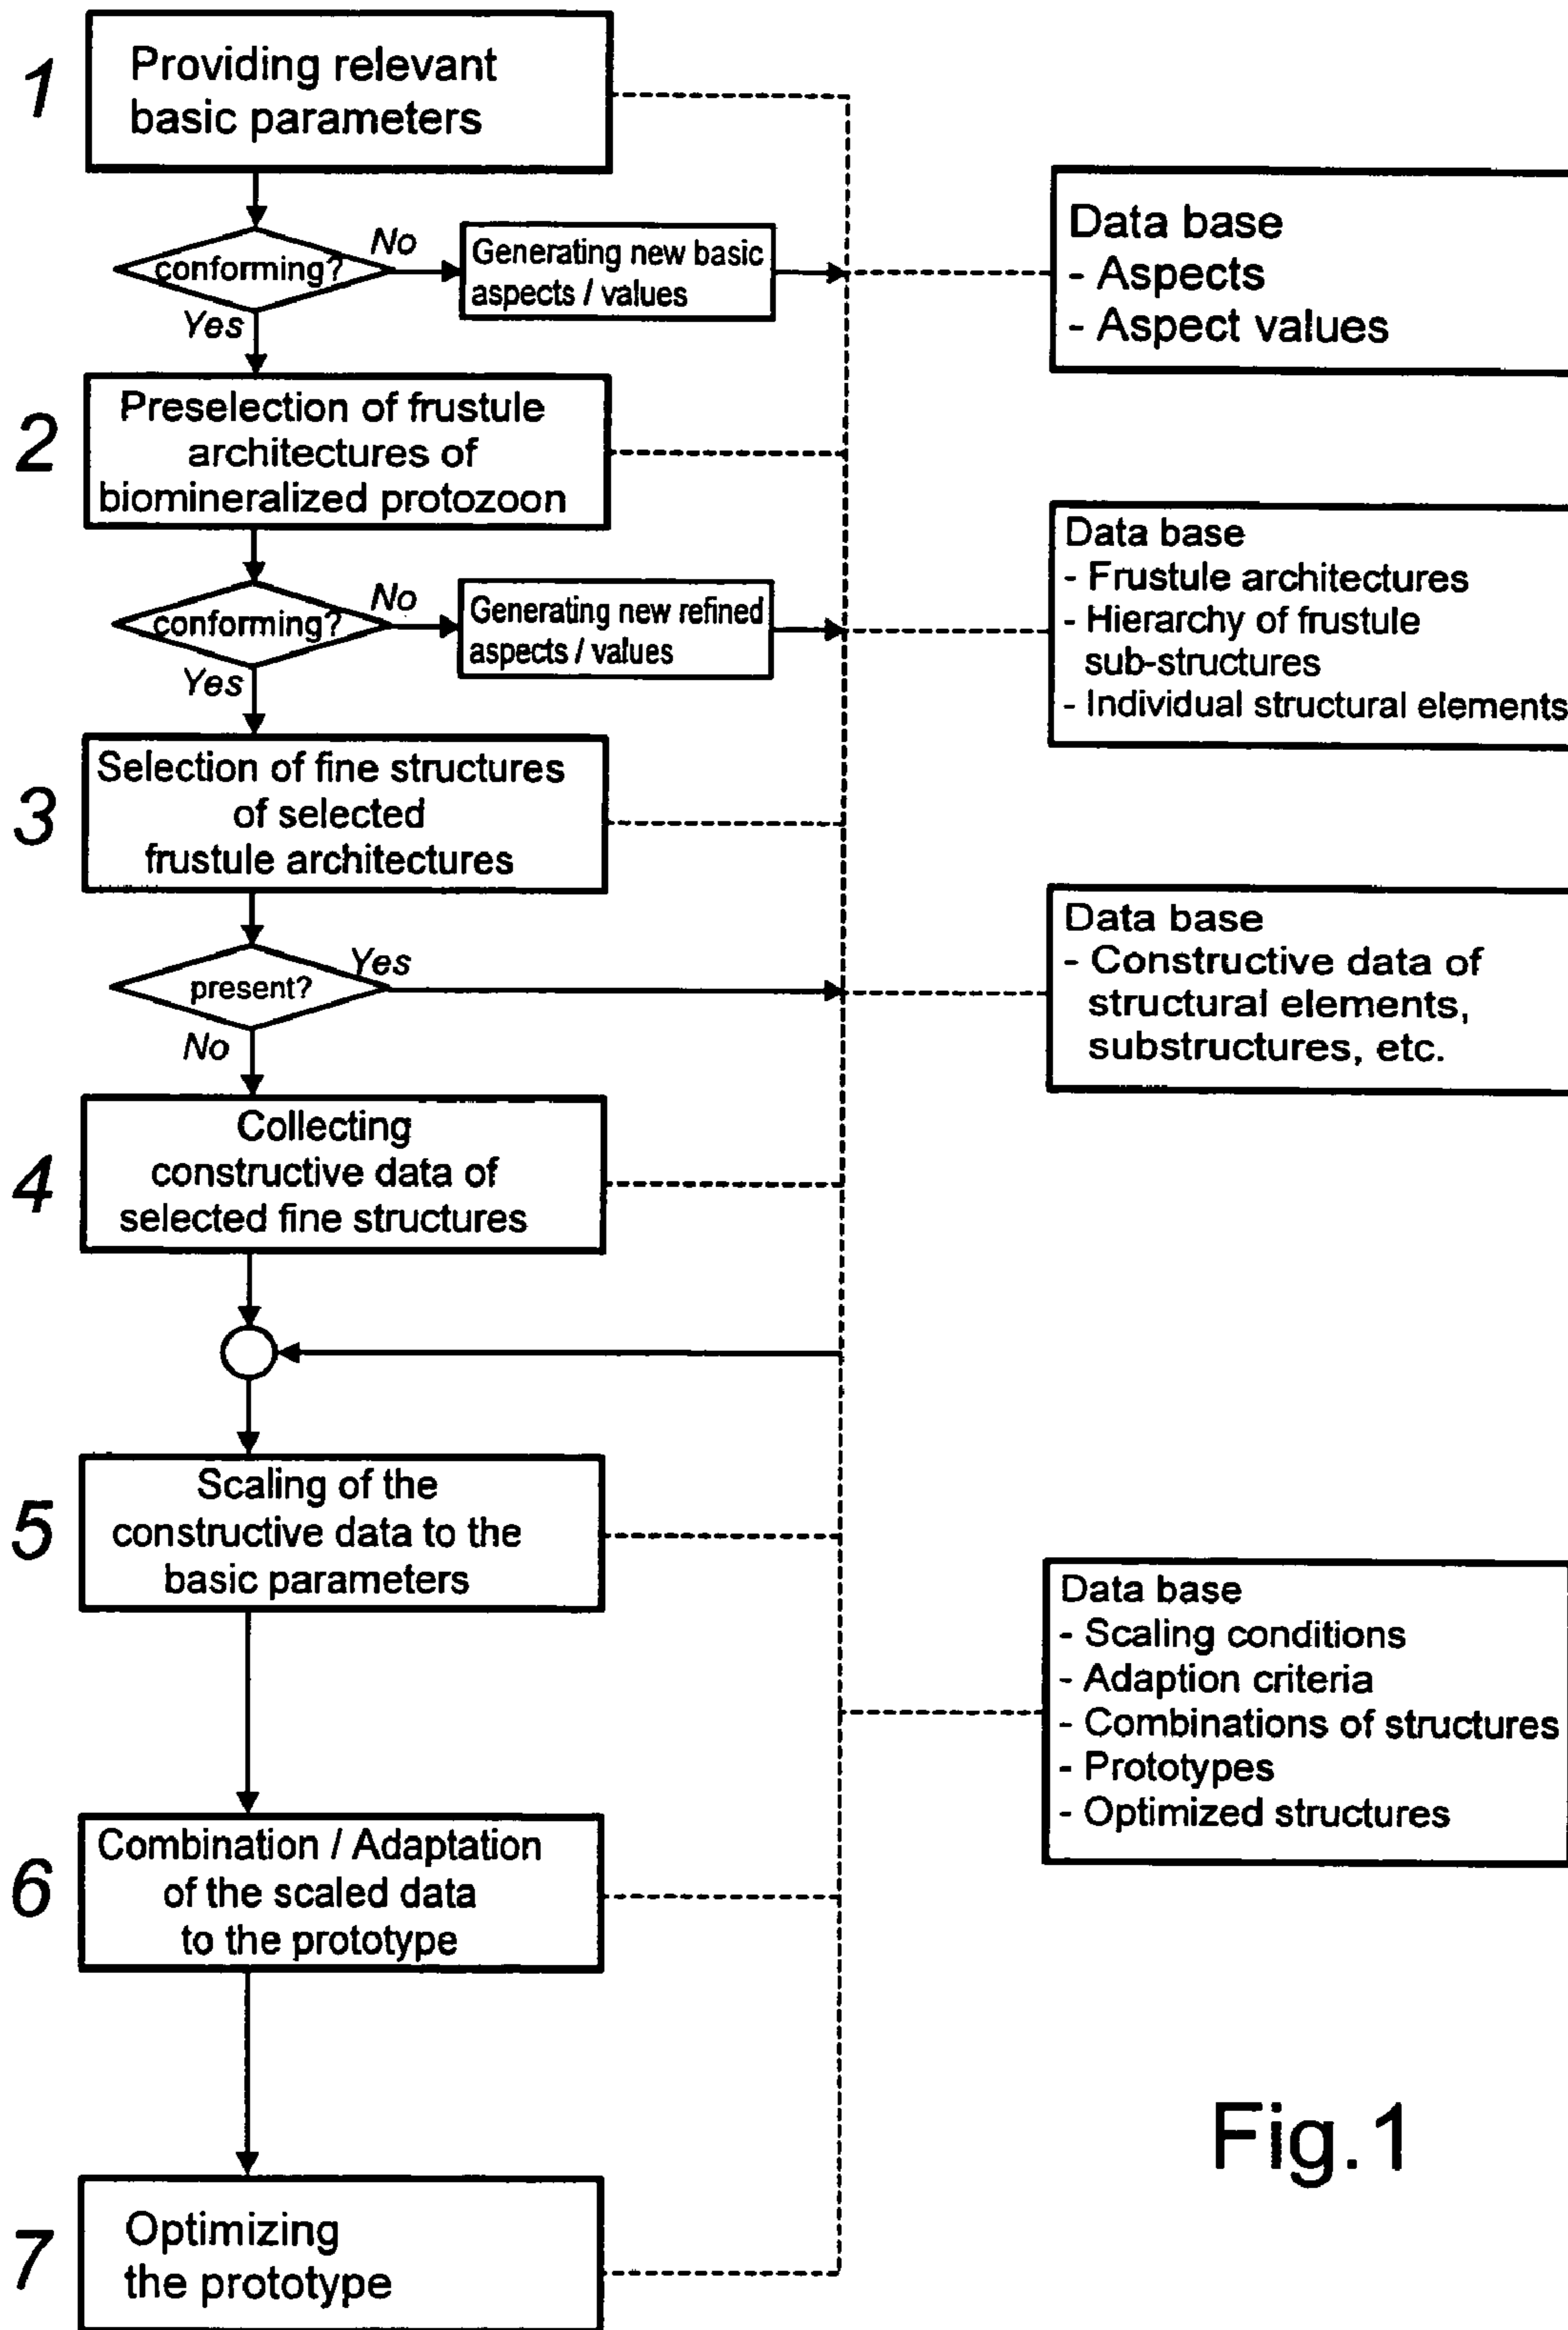 1
Providing relevant
basic parameters
conforming?
No
Generating new basic
aspects / values
Yes
Data base
- Aspects
- Aspect values
2
Preselection of frustule
architectures of
biomineralized protozoon
conforming?
No
Generating new refined
aspects / values
Yes
Data base
- Frustule architectures
- Hierarchy of frustule
sub-structures
- Individual structural elements
3
Selection of fine structures
of selected
frustule architectures
present?
Yes
No
Data base
- Constructive data of
structural elements,
substructures, etc.
4
Collecting
constructive data of
selected fine structures
5
Scaling of the
constructive data to the
basic parameters
Data base
- Scaling conditions
- Adaption criteria
- Combinations of structures
- Prototypes
- Optimized structures
6
Combination / Adaptation
of the scaled data
to the prototype
7
Optimizing
the prototype
Fig.1